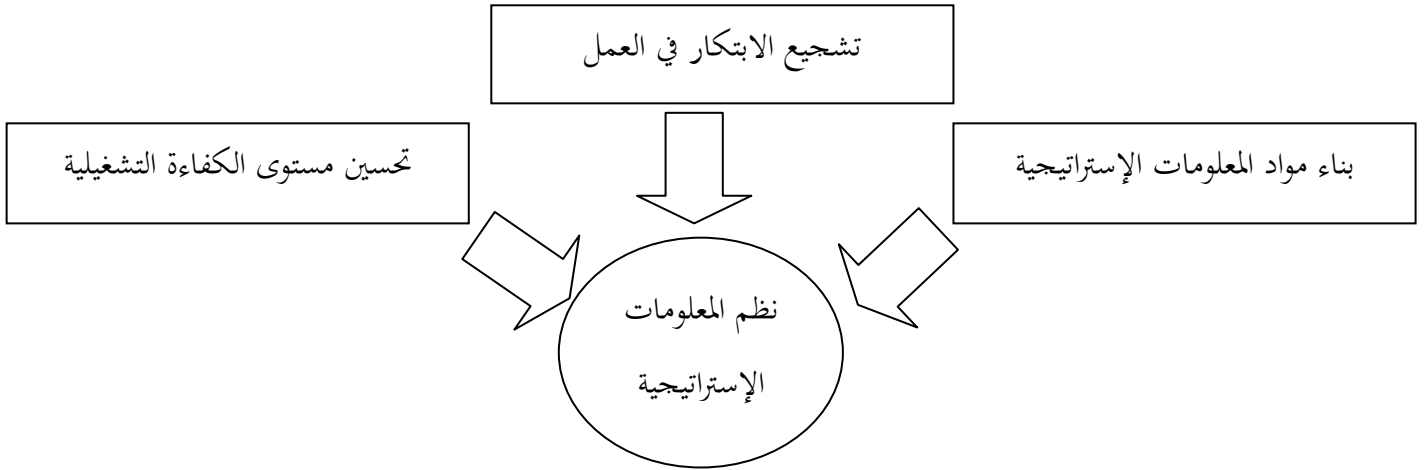 تشجيع الابتكار في العمل
بناء مواد المعلومات الإستراتيجية
تحسين مستوى الكفاءة التشغيلية
نظم المعلومات
الإستراتيجية